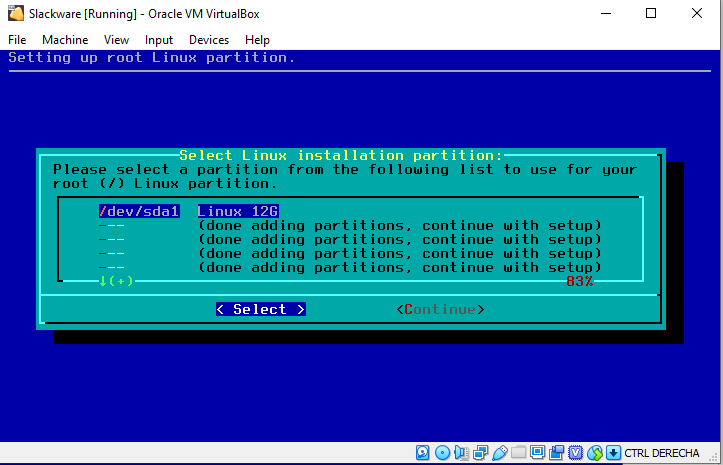 Slackware [Running] - Oracle VM VirtualBox
File Machine View Input Devices Help
Setting up root Linux partition.
Select Linux installation partition:
Please select a partition from the following list to use for your
root (/) Linux partition.
/dev/sda1 Linux 12G
--- (done adding partitions, continue with setup)
--- (done adding partitions, continue with setup)
--- (done adding partitions, continue with setup)
--- (done adding partitions, continue with setup)
↓(+) 83%
< Select > <Continue>
CTRL DERECHA